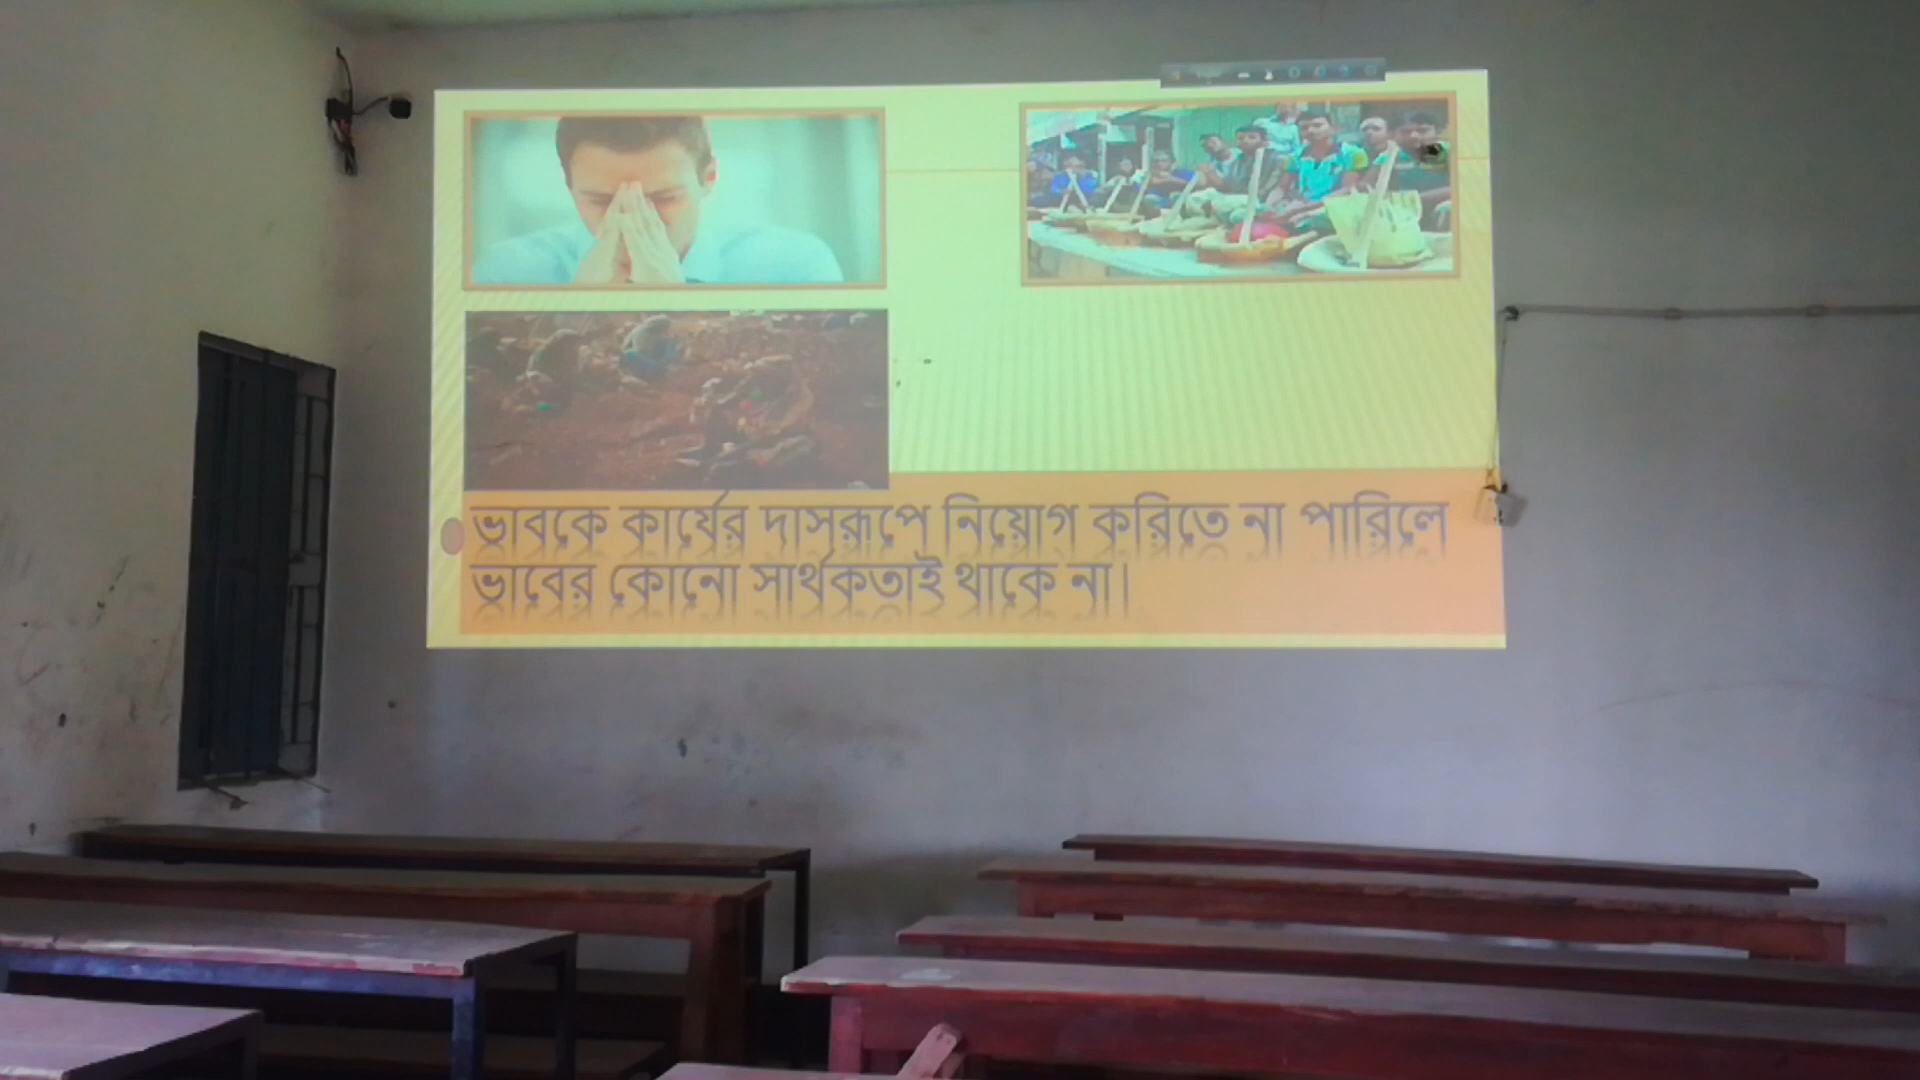 ভাবকে কার্যের দাসরূপে নিয়োগ করিতে না পারিলে
ভাবের কোনো সার্থকতাই থাকে না।